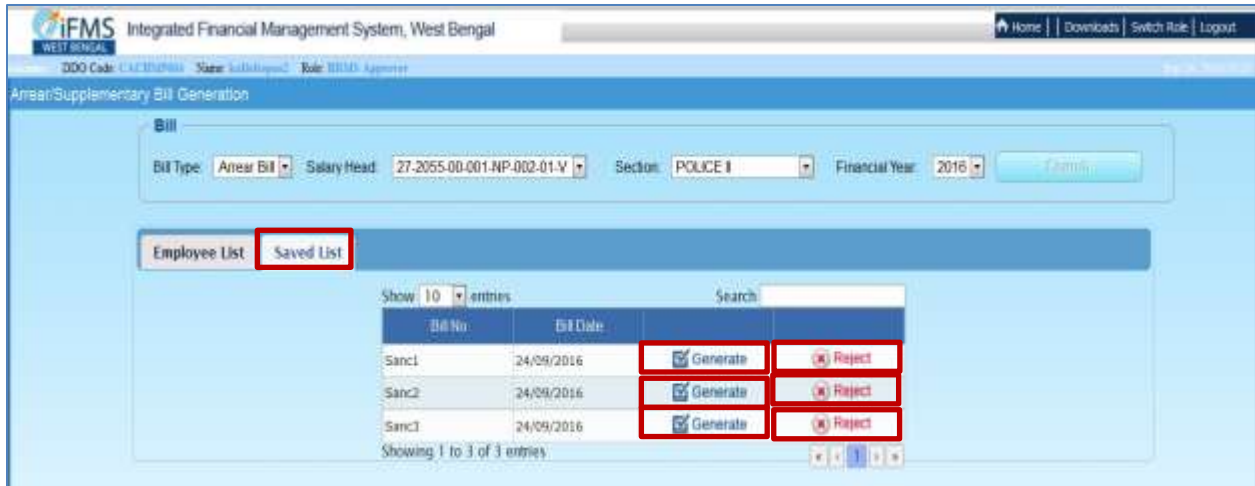 iFMS Integrated Financial Management System, West Bengal
WEST BENGAL
Home | | Downloads | Switch Role | Logout
DDO Code: Name: Role: HRMS Approver
Arrear/Supplementary Bill Generation
Bill
Bill Type: Arrear Bill Salary Head: 27-2055-00-001-NP-002-01-V Section: POLICE II Financial Year: 2016
Employee List Saved List
Show 10 entries Search:
Bill No Bill Date
Sanc1 24/09/2016 Generate Reject
Sanc2 24/09/2016 Generate Reject
Sanc3 24/09/2016 Generate Reject
Showing 1 to 3 of 3 entries
« ‹ 1 › »